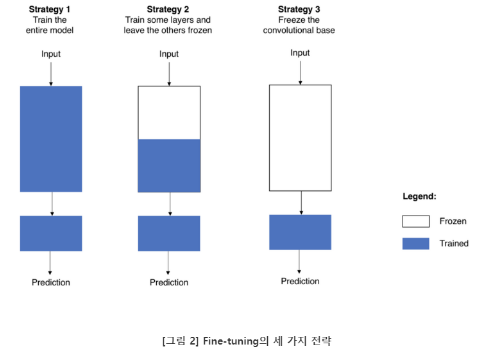 Strategy 1
Train the
entire model
Input
Prediction
Strategy 2
Train some layers and
leave the others frozen
Input
Prediction
Strategy 3
Freeze the
convolutional base
Input
Prediction
Legend:
Frozen
Trained
[그림 2] Fine-tuning의 세 가지 전략